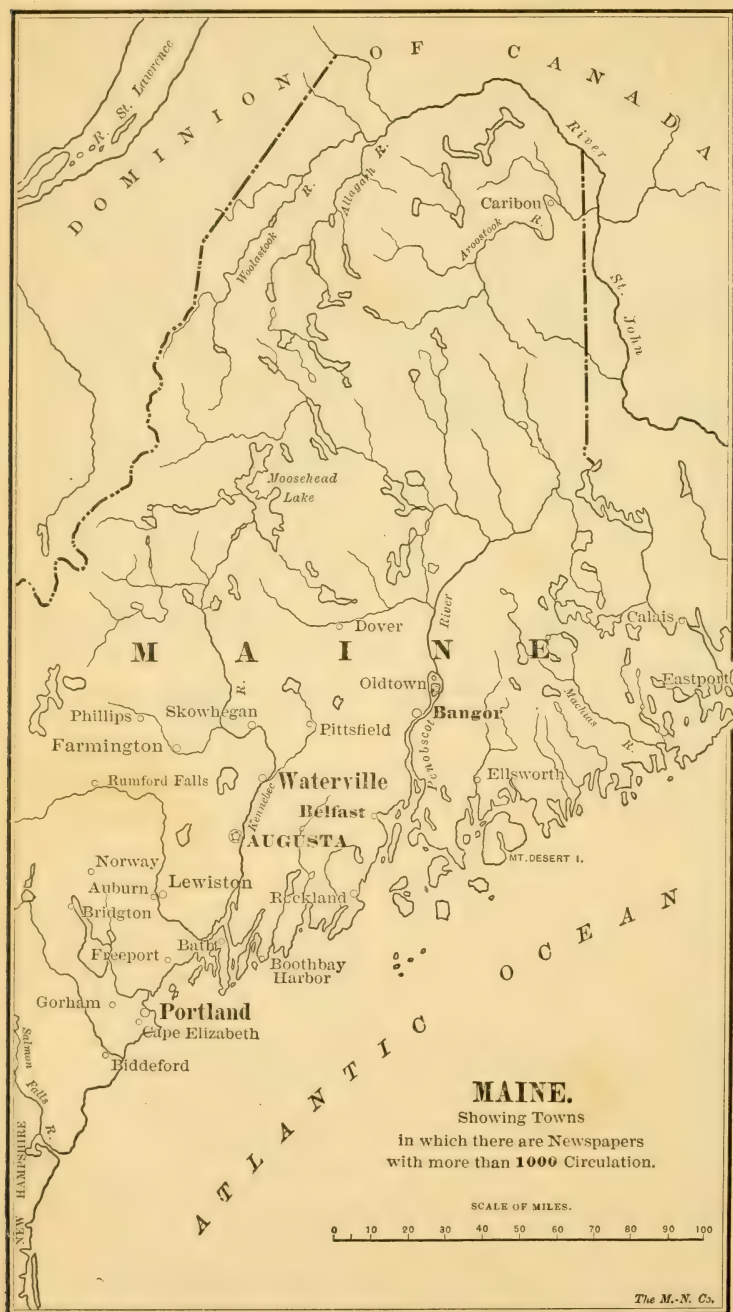 DOMINION OF CANADA
R. St. Lawrence
River
Allagash R.
Woolastook R.
Caribou
Aroostook R.
St. John
Moosehead
Lake
Dover
River
Calais
MAINE
Oldtown
Eastport
Phillips
Skowhegan
R.
Pittsfield
Bangor
Machias R.
Farmington
Penobscot
Rumford Falls
Waterville
Ellsworth
Kennebec
Belfast
AUGUSTA
MT. DESERT I.
Norway
Auburn
Lewiston
Rockland
Bridgton
Bath
Freeport
Boothbay
Harbor
Gorham
Portland
Cape Elizabeth
Biddeford
Salmon Falls R.
NEW HAMPSHIRE
ATLANTIC OCEAN
MAINE.
Showing Towns
in which there are Newspapers
with more than 1000 Circulation.
SCALE OF MILES.
0 10 20 30 40 50 60 70 80 90 100
The M.-N. Co.